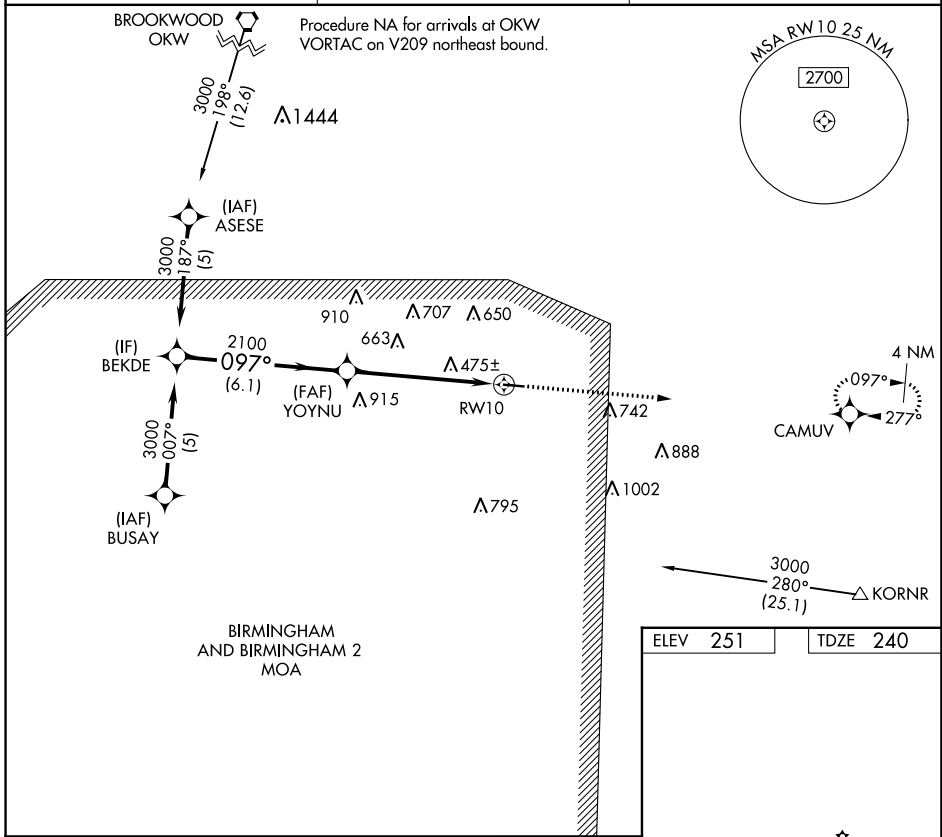 BROOKWOOD
OKW
Procedure NA for arrivals at OKW
VORTAC on V209 northeast bound.
MSA RW10 25 NM
2700
3000
198°
(12.6)
1444
(IAF)
ASESE
3000
187°
(5)
910
707
650
663
(IF)
BEKDE
2100
097°
(6.1)
475±
4 NM
097°
277°
(FAF)
YOYNU
915
RW10
742
CAMUV
888
3000
007°
(5)
1002
795
(IAF)
BUSAY
3000
280°
(25.1)
KORNR
BIRMINGHAM
AND BIRMINGHAM 2
MOA
ELEV 251
TDZE 240